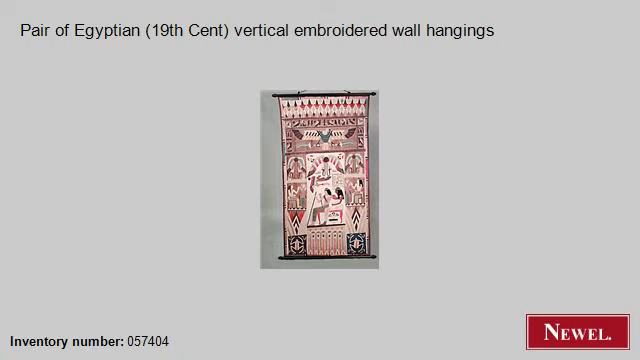 Pair of Egyptian (19th Cent) vertical embroidered wall hangings
Inventory number: 057404
NEWEL.